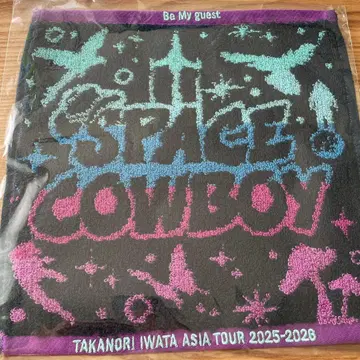 Be My guest
SPACE
COWBOY
TAKANORI IWATA ASIA TOUR 2025-2026